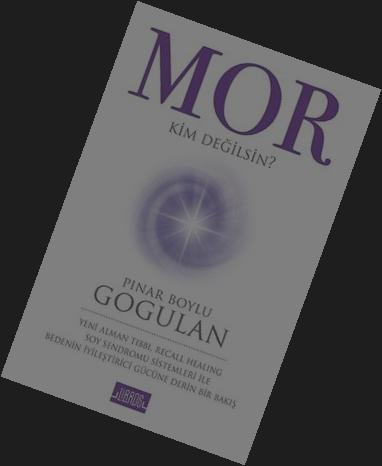 MOR
KİM DEĞİLSİN?
PINAR BOYLU
GOGULAN
YENİ ALMAN TIBBI, RECALL HEALING
SOY SENDROMU SİSTEMLERİ İLE
BEDENİN İYİLEŞTİRİCİ GÜCÜNE DERİN BİR BAKIŞ
LIBROS